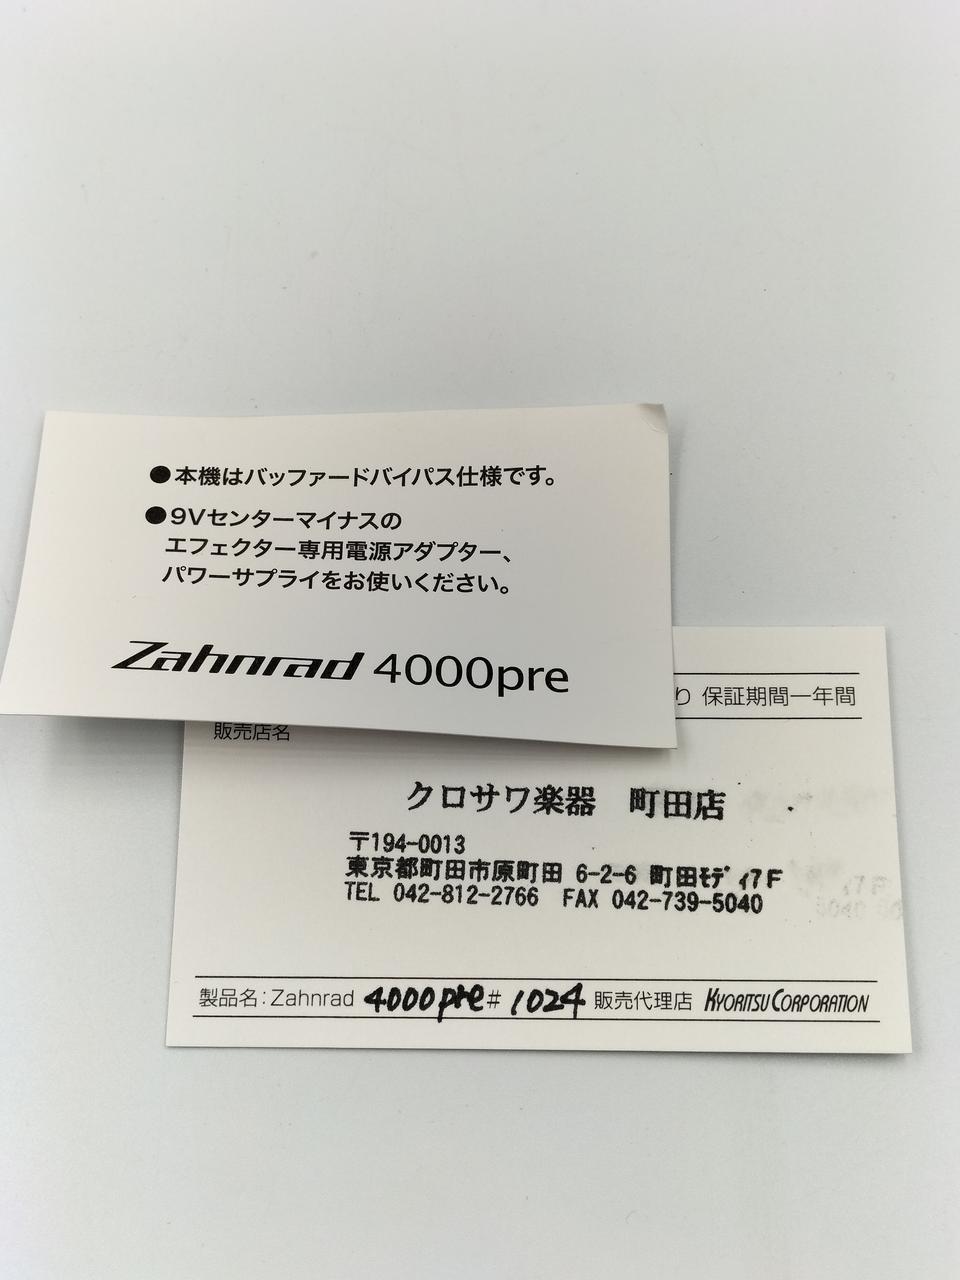 ●本機はバッファードバイパス仕様です。
●9Vセンターマイナスの
エフェクター専用電源アダプター、
パワーサプライをお使いください。
Zahnrad 4000pre
り 保証期間一年間
販売店名
クロサワ楽器 町田店
〒194-0013
東京都町田市原町田 6-2-6 町田ﾓﾃﾞｨ7F
TEL 042-812-2766 FAX 042-739-5040
製品名:Zahnrad 4000pre # 1024 販売代理店 KYORITSU CORPORATION